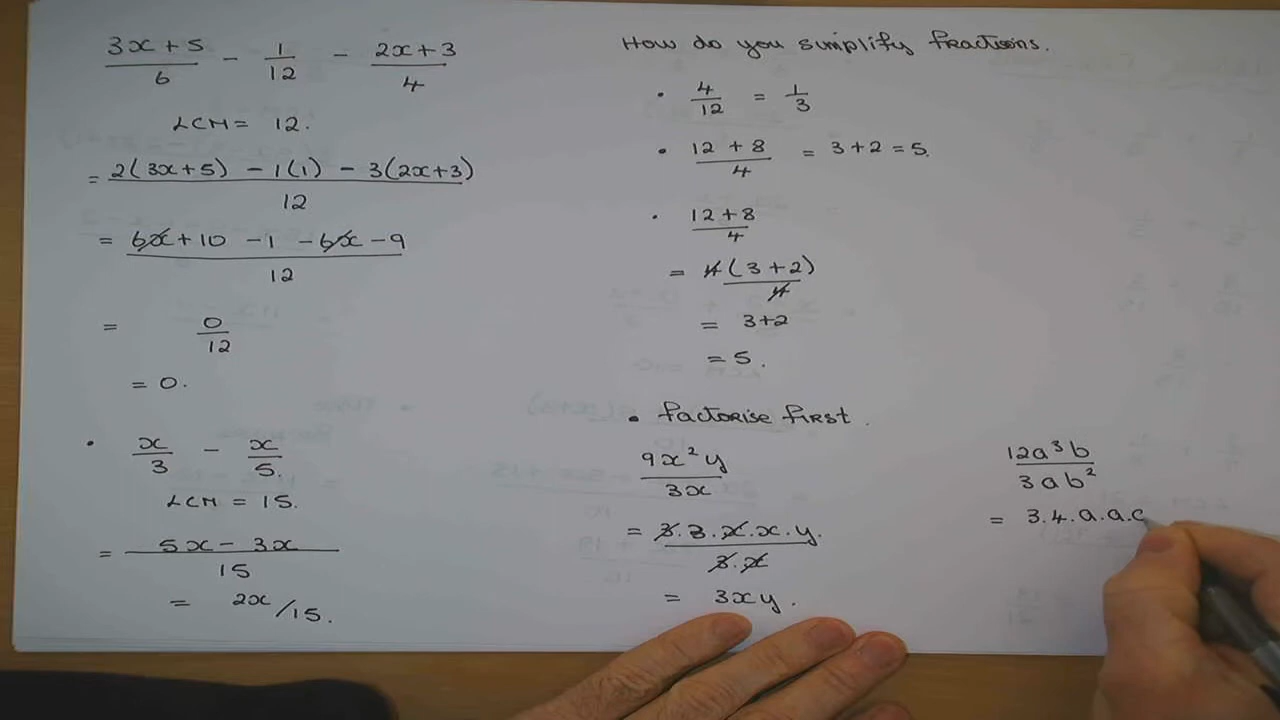 3x + 5 / 6 - 1 / 12 - 2x + 3 / 4
LCM = 12.
= 2(3x+5) - 1(1) - 3(2x+3) / 12
= 6x + 10 - 1 - 6x - 9 / 12
= 0 / 12
= 0.
• x / 3 - x / 5.
LCM = 15.
= 5x - 3x / 15
= 2x/15.
How do you simplify fractions.
• 4 / 12 = 1 / 3
• 12 + 8 / 4 = 3+2 = 5.
• 12+8 / 4
= 4(3+2) / 4
= 3+2
= 5.
• Factorise first.
9x²y / 3x
= 3.3.x.x.y. / 3.x
= 3xy.
12a³b / 3ab²
= 3.4.a.a.